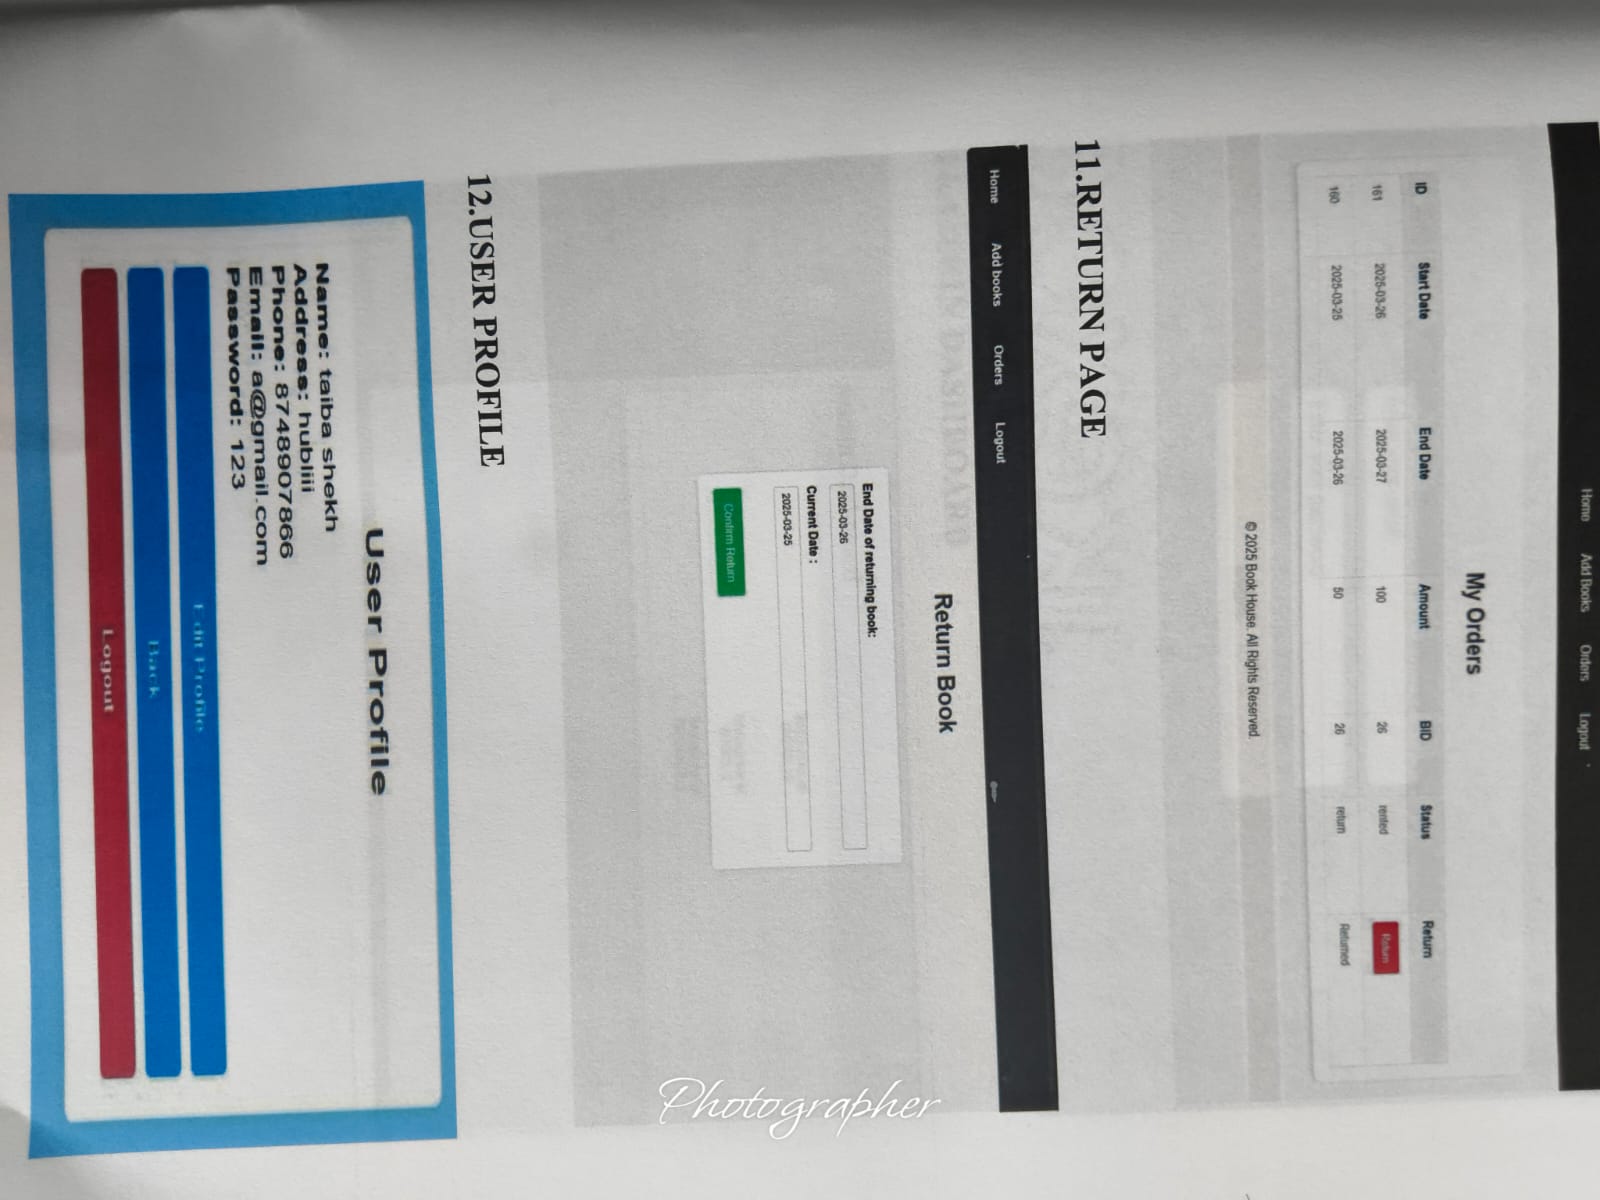 Home Add Books Orders Logout
My Orders
ID Start Date End Date Amount BID Status Return
161 2025-03-26 2025-03-27 100 26 rented Return
160 2025-03-25 2025-03-26 50 26 return Returned
© 2025 Book House. All Rights Reserved.
11.RETURN PAGE
Home Add books Orders Logout
Return Book
End Date of returning book:
2025-03-26
Current Date :
2025-03-25
Confirm Return
Photographer
12.USER PROFILE
User Profile
Name: taiba shekh
Address: hubliii
Phone: 8748907866
Email: a@gmail.com
Password: 123
Edit Profile
Back
Logout